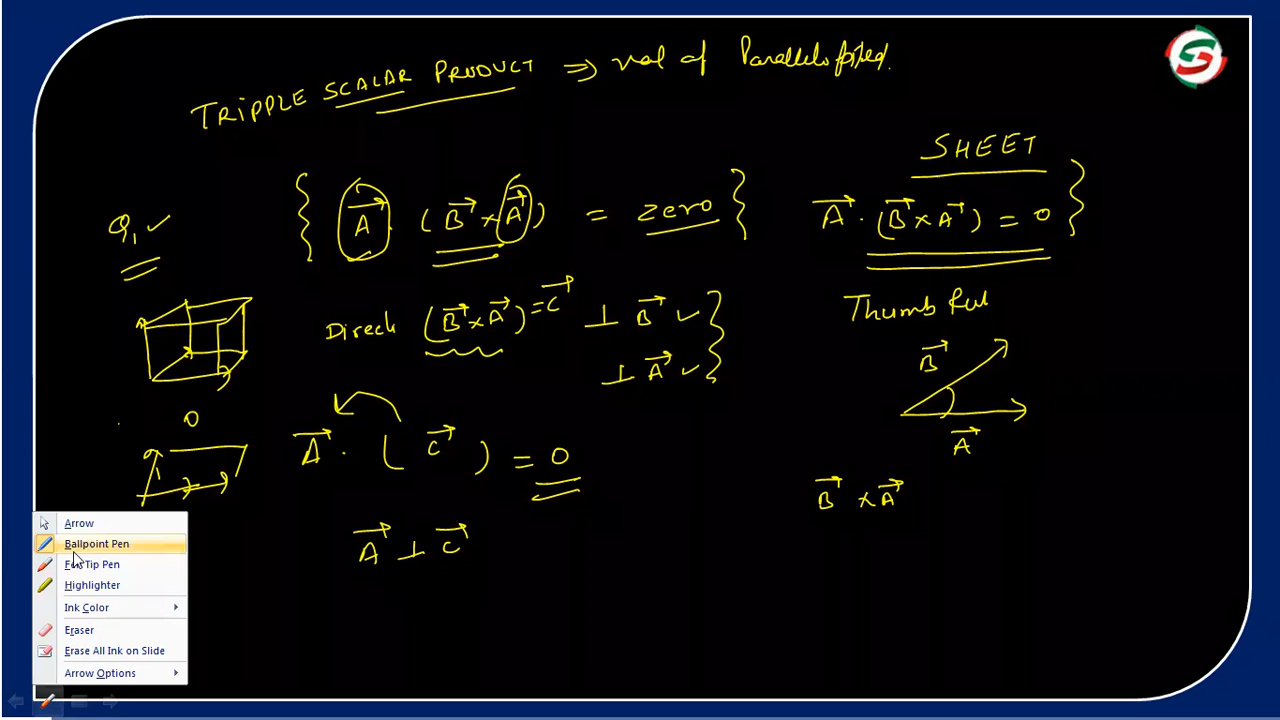 TRIPPLE SCALAR PRODUCT ⇒ vol of Parallelopiped.
SHEET
Q1 ✓
{ A⃗ . ( B⃗ × A⃗ ) = zero }
A⃗ . (B⃗ × A⃗) = 0 }
Direch (B⃗ × A⃗) = C⃗ ⊥ B⃗ ✓
⊥ A⃗ ✓ }
Thumb Rul
B⃗
A⃗
0
A⃗ . ( C⃗ ) = 0
B⃗ × A⃗
A⃗ ⊥ C⃗
Arrow
Ballpoint Pen
Tip Pen
Highlighter
Ink Color
Eraser
Erase All Ink on Slide
Arrow Options
S